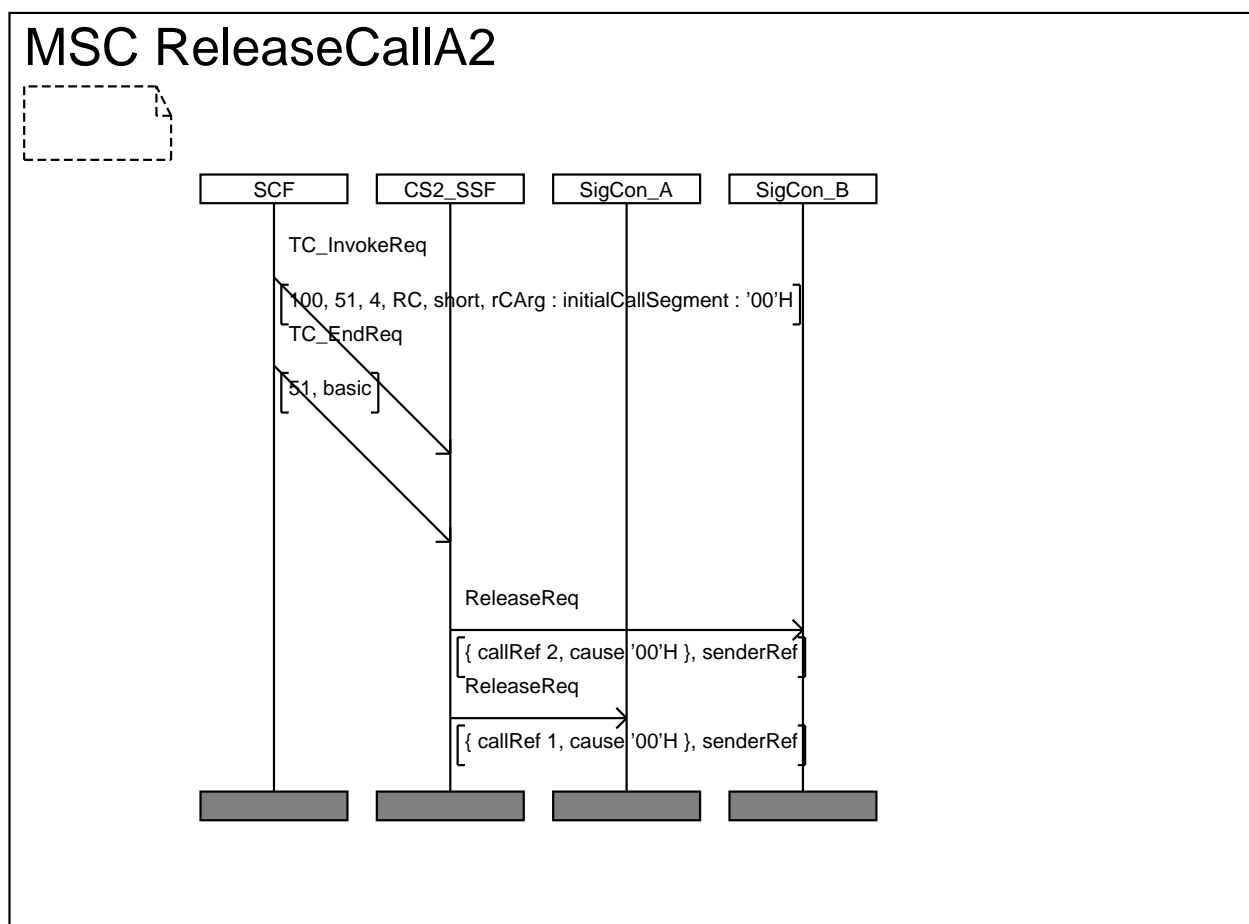 MSC ReleaseCallA2
SCF
CS2_SSF
SigCon_A
SigCon_B
TC_InvokeReq
100, 51, 4, RC, short, rCArg : initialCallSegment : ’00’H
TC_EndReq
51, basic
ReleaseReq
{ callRef 2, cause ’00’H }, senderRef
ReleaseReq
{ callRef 1, cause ’00’H }, senderRef